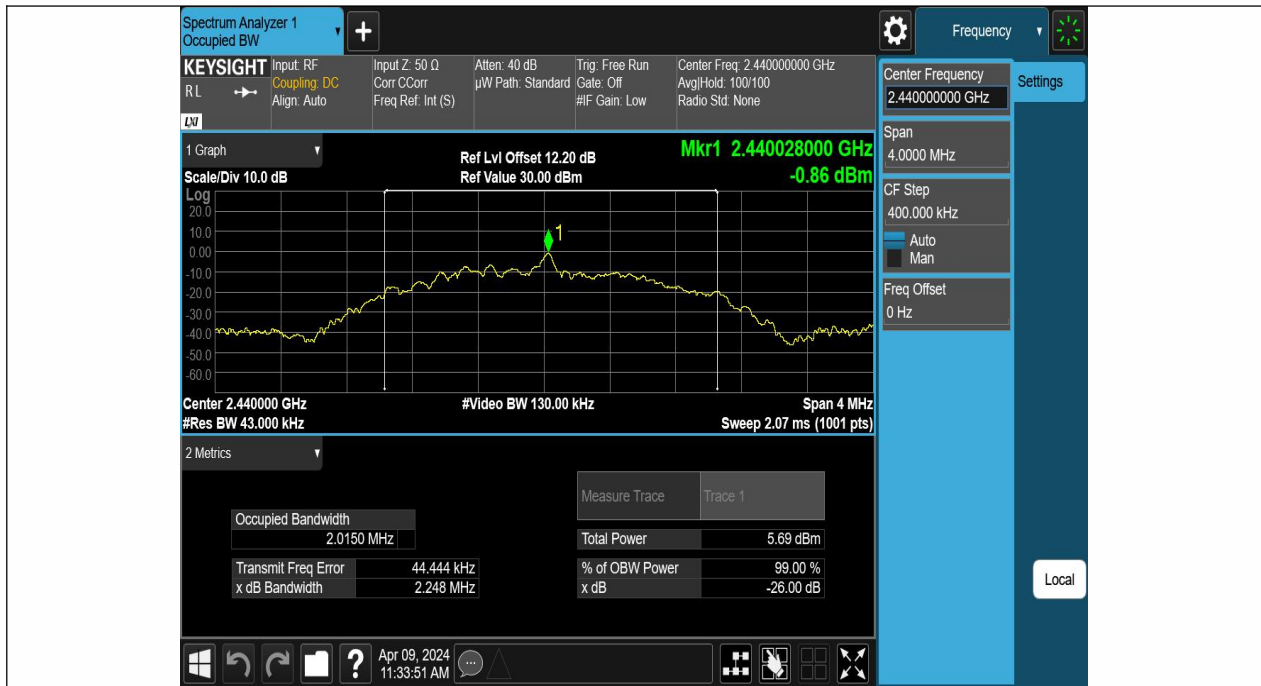 Spectrum Analyzer 1
Occupied BW
+
Frequency
KEYSIGHT
RL
LXI
Input: RF
Coupling: DC
Align: Auto
Input Z: 50 Ω
Corr CCorr
Freq Ref: Int (S)
Atten: 40 dB
µW Path: Standard
Trig: Free Run
Gate: Off
#IF Gain: Low
Center Freq: 2.440000000 GHz
Avg|Hold: 100/100
Radio Std: None
Center Frequency
2.440000000 GHz
Settings
Span
4.0000 MHz
CF Step
400.000 kHz
Auto
Man
Freq Offset
0 Hz
1 Graph
Scale/Div 10.0 dB
Ref Lvl Offset 12.20 dB
Ref Value 30.00 dBm
Mkr1 2.440028000 GHz
-0.86 dBm
Log
20.0
10.0
0.00
-10.0
-20.0
-30.0
-40.0
-50.0
-60.0
1
Center 2.440000 GHz
#Video BW 130.00 kHz
Span 4 MHz
#Res BW 43.000 kHz
Sweep 2.07 ms (1001 pts)
2 Metrics
Measure Trace
Trace 1
Occupied Bandwidth
2.0150 MHz
Total Power
5.69 dBm
Transmit Freq Error
44.444 kHz
% of OBW Power
99.00 %
x dB Bandwidth
2.248 MHz
x dB
-26.00 dB
Local
?
Apr 09, 2024
11:33:51 AM